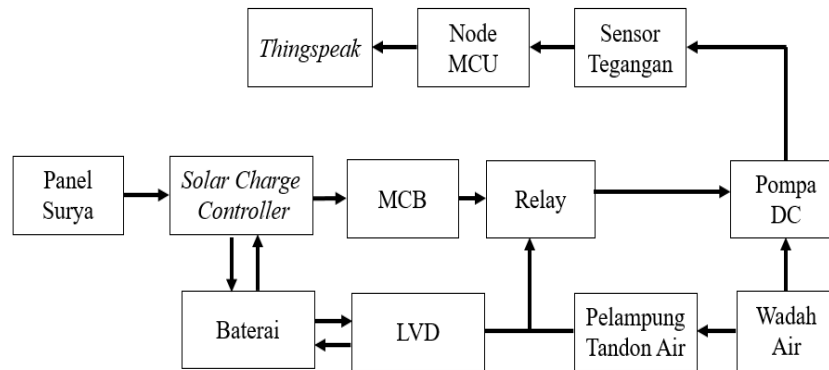 Thingspeak
Node
MCU
Sensor
Tegangan
Panel
Surya
Solar Charge
Controller
MCB
Relay
Pompa
DC
Baterai
LVD
Pelampung
Tandon Air
Wadah
Air